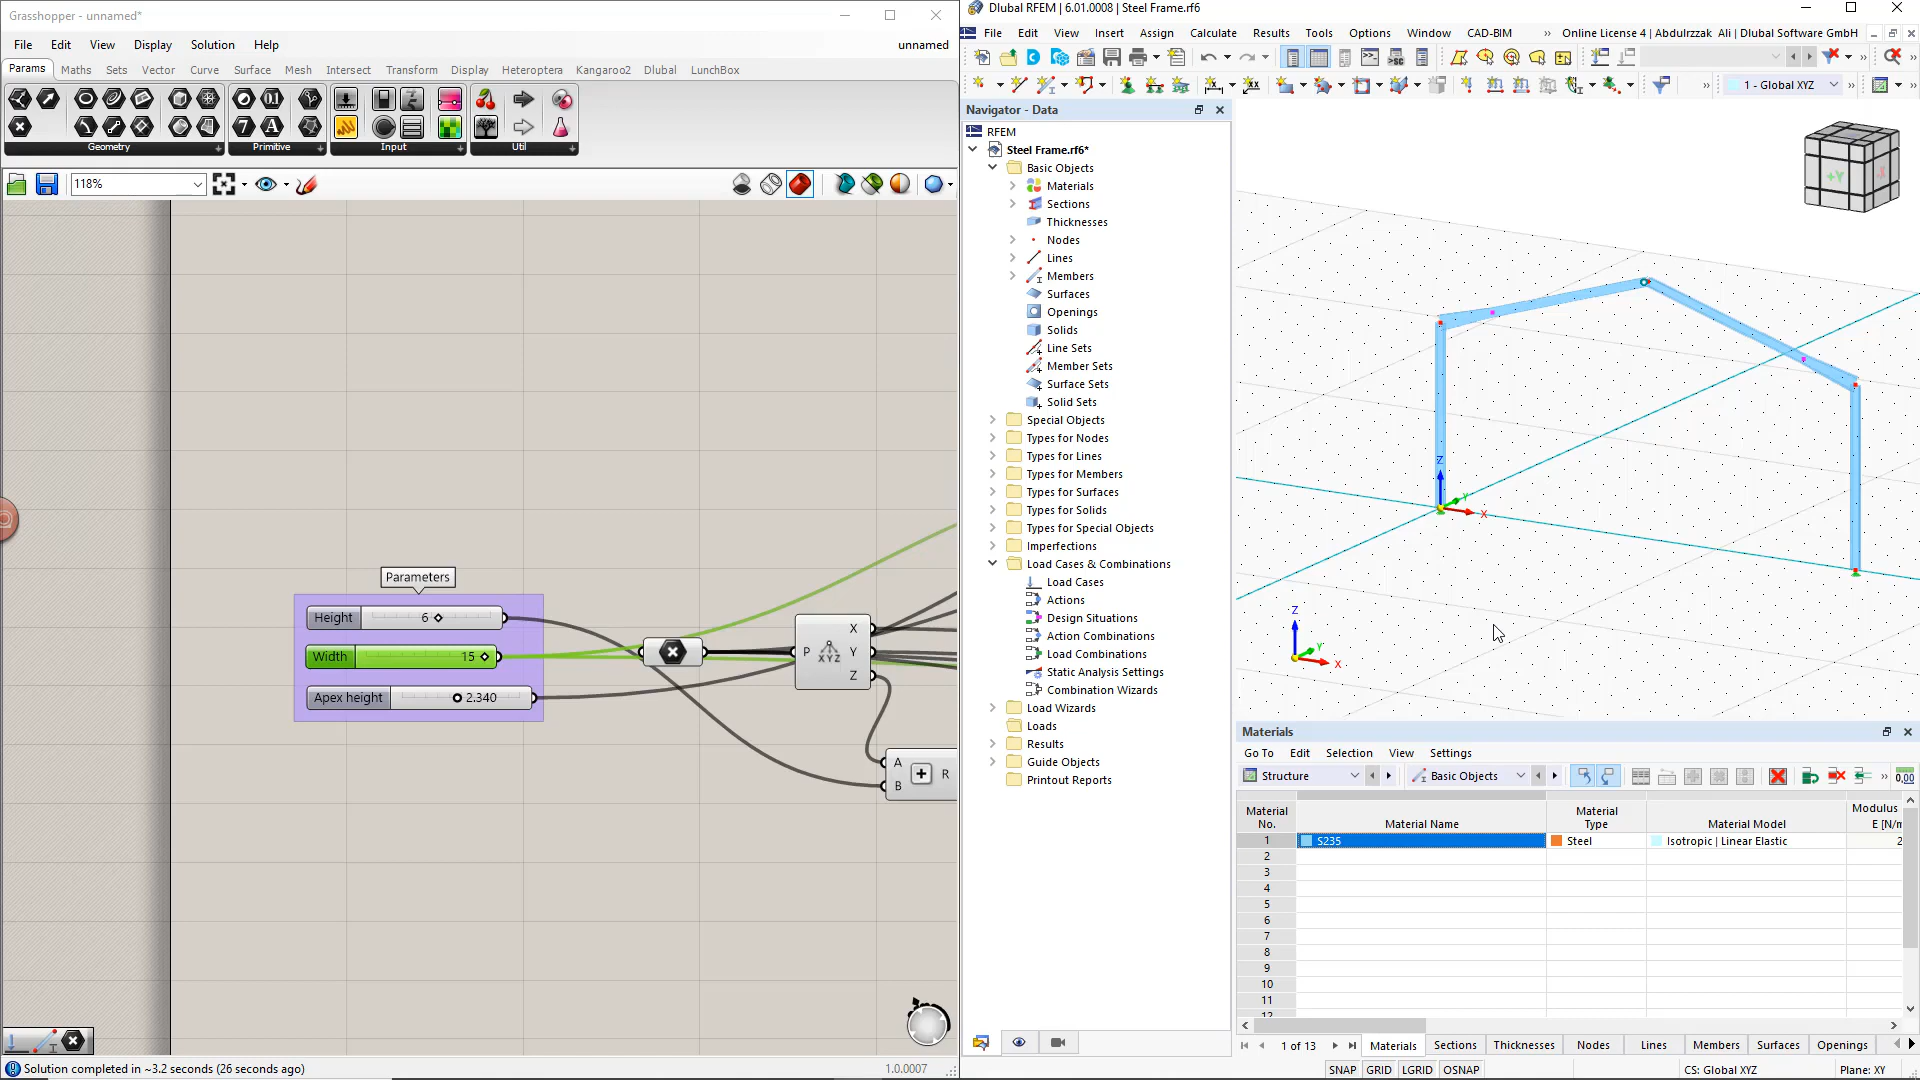 Grasshopper - unnamed*
File Edit View Display Solution Help
unnamed
Params Maths Sets Vector Curve Surface Mesh Intersect Transform Display Heteroptera Kangaroo2 Dlubal LunchBox
Geometry
Primitive
Input
Util
118%
Parameters
Height 6
Width 15
Apex height 2.340
P XYZ X Y Z
A B R
Solution completed in ~3.2 seconds (26 seconds ago)
1.0.0007
Dlubal RFEM | 6.01.0008 | Steel Frame.rf6
File Edit View Insert Assign Calculate Results Tools Options Window CAD-BIM
Online License 4 | Abdulrzzak Ali | Dlubal Software GmbH
1 - Global XYZ
Navigator - Data
RFEM
Steel Frame.rf6*
Basic Objects
Materials
Sections
Thicknesses
Nodes
Lines
Members
Surfaces
Openings
Solids
Line Sets
Member Sets
Surface Sets
Solid Sets
Special Objects
Types for Nodes
Types for Lines
Types for Members
Types for Surfaces
Types for Solids
Types for Special Objects
Imperfections
Load Cases & Combinations
Load Cases
Actions
Design Situations
Action Combinations
Load Combinations
Static Analysis Settings
Combination Wizards
Load Wizards
Loads
Results
Guide Objects
Printout Reports
+Y -X
Z Y X
Z Y X
Materials
Go To Edit Selection View Settings
Structure
Basic Objects
0,00
Material No.
Material Name
Material Type
Material Model
Modulus
E [N/m
1 S235 Steel Isotropic | Linear Elastic 2
2
3
4
5
6
7
8
9
10
11
12
1 of 13
Materials Sections Thicknesses Nodes Lines Members Surfaces Openings
SNAP GRID LGRID OSNAP
CS: Global XYZ
Plane: XY